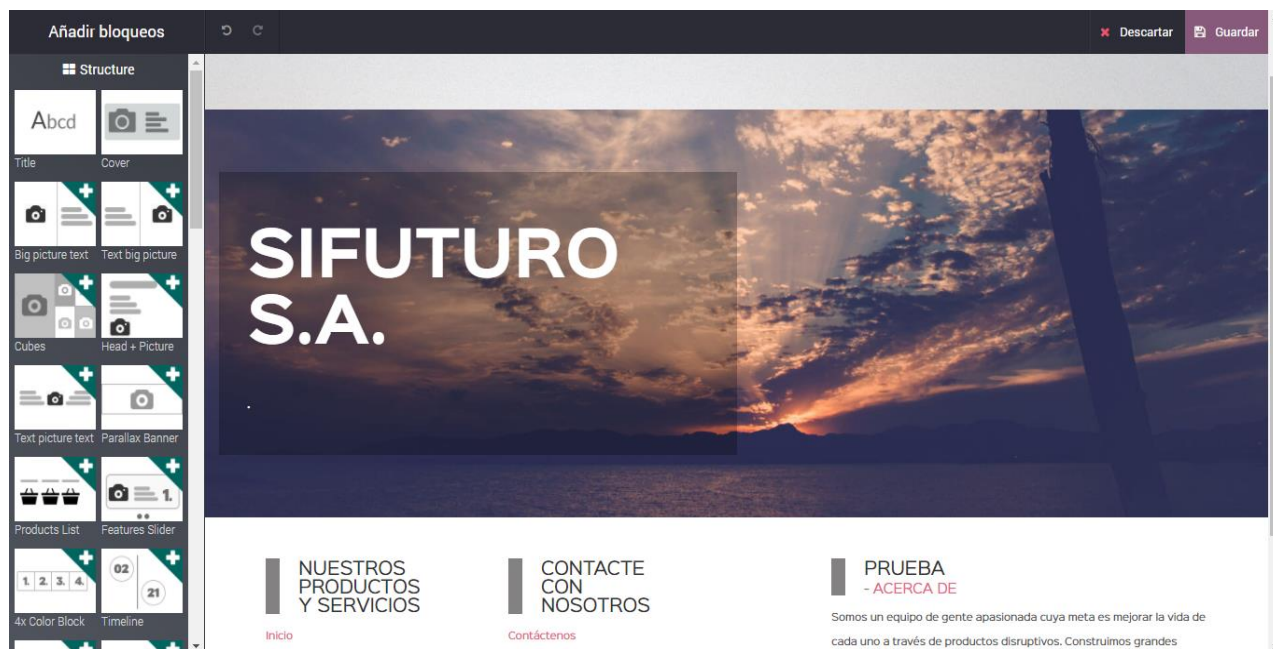 Añadir bloqueos
Descartar
Guardar
Structure
Abcd
Title
Cover
Big picture text
Text big picture
Cubes
Head + Picture
Text picture text
Parallax Banner
1.
Products List
Features Slider
1. 2. 3. 4.
02
21
4x Color Block
Timeline
SIFUTURO
S.A.
.
NUESTROS
PRODUCTOS
Y SERVICIOS
Inicio
CONTACTE
CON
NOSOTROS
Contáctenos
PRUEBA
- ACERCA DE
Somos un equipo de gente apasionada cuya meta es mejorar la vida de
cada uno a través de productos disruptivos. Construimos grandes